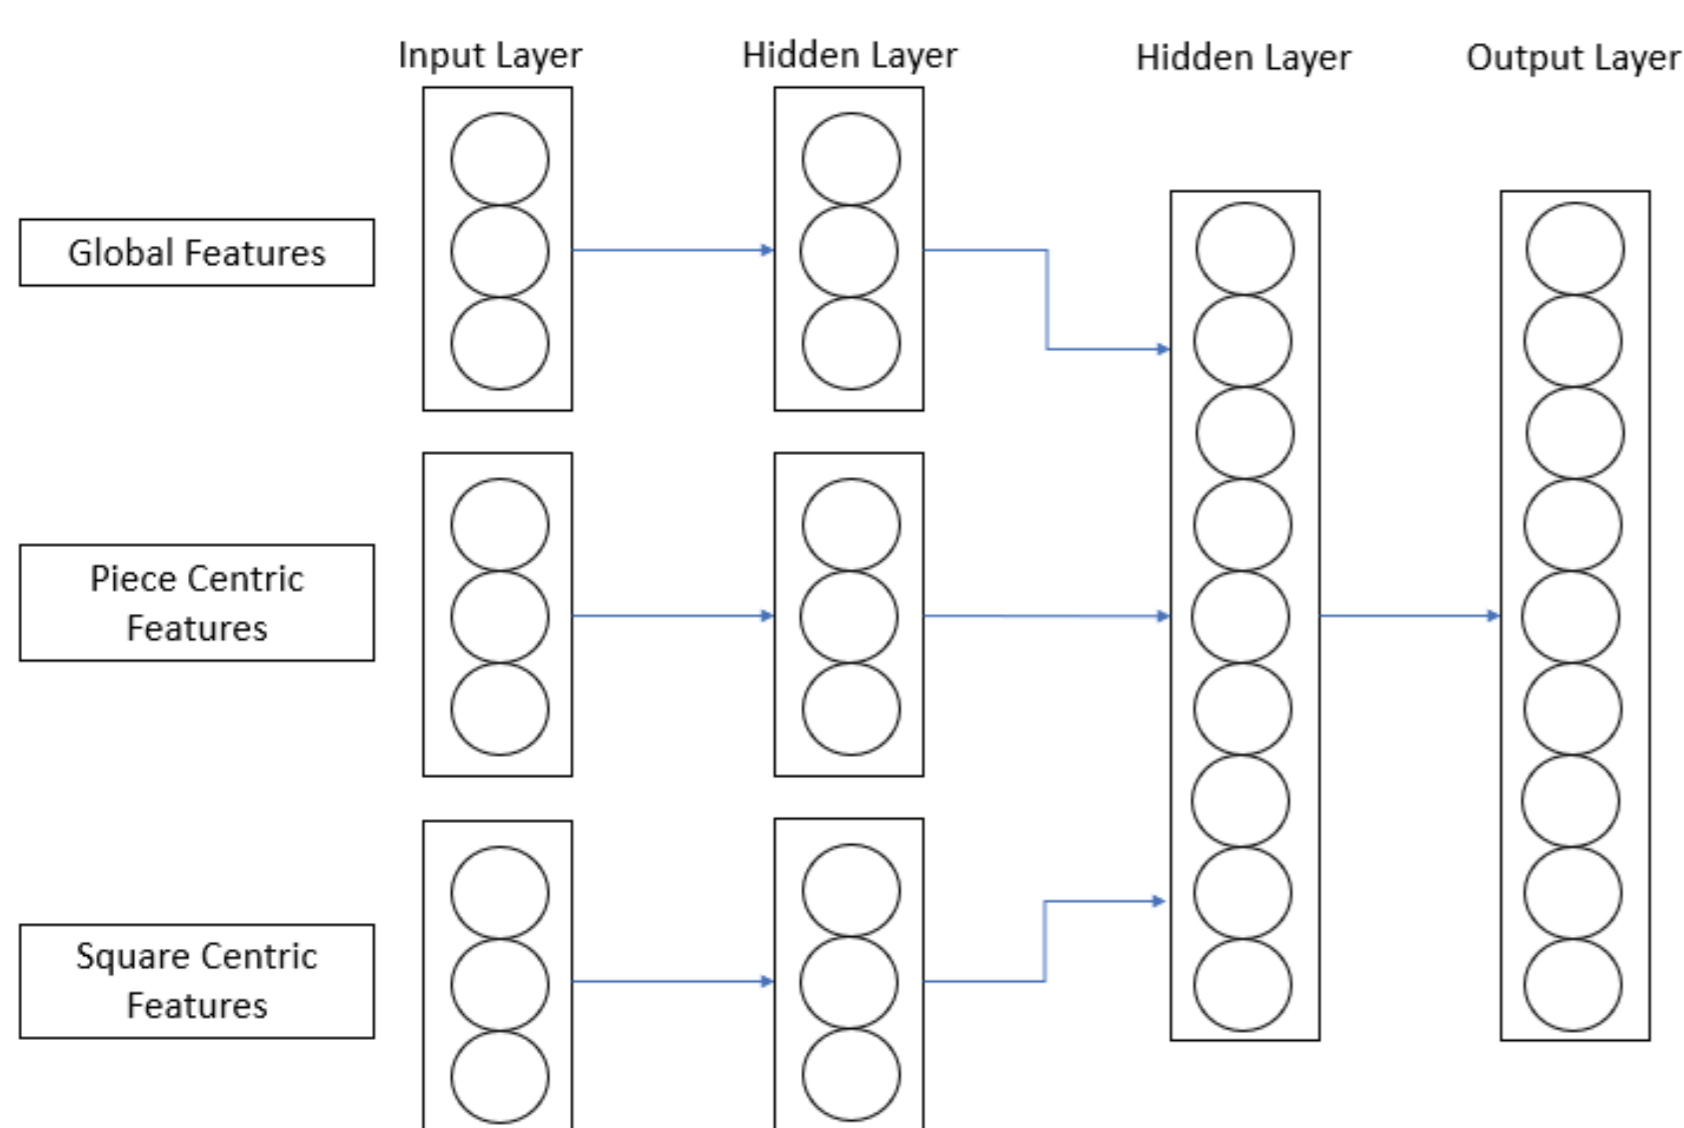 Input Layer
Hidden Layer
Hidden Layer
Output Layer
Global Features
Piece Centric
Features
Square Centric
Features